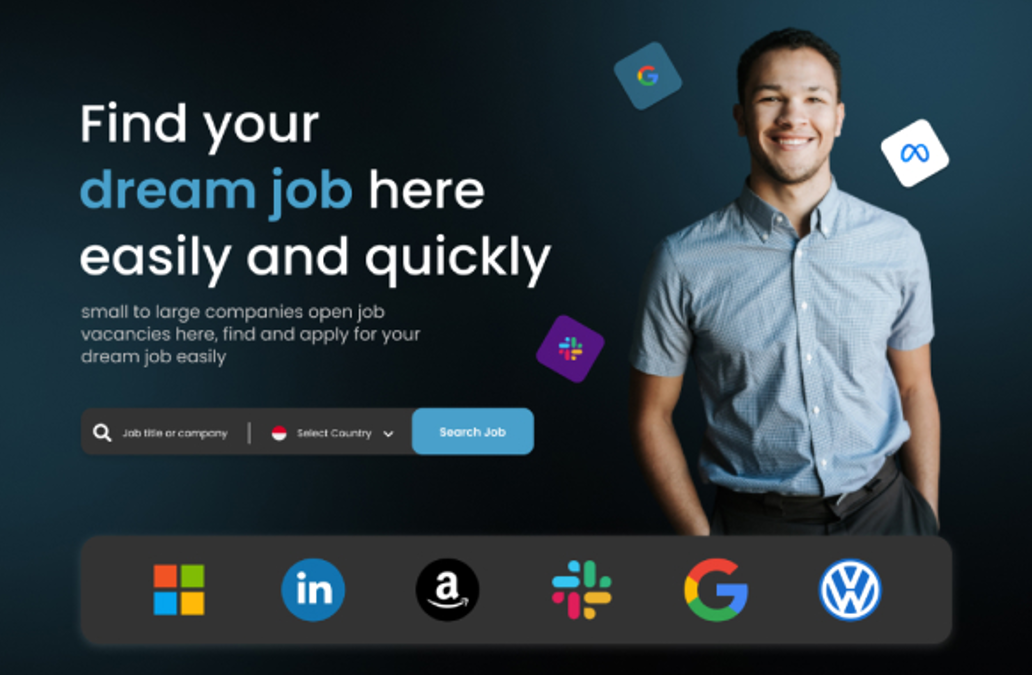 Find your
dream job here
easily and quickly
small to large companies open job
vacancies here, find and apply for your
dream job easily
Job title or company | Select Country Search Job
in a